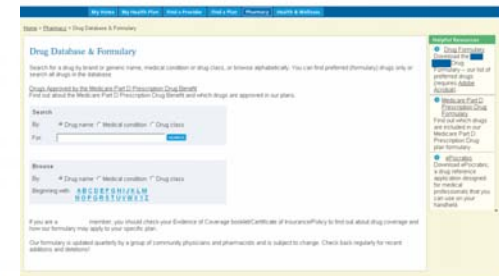 My Views My Health Plan Find a Provider Find a Plan Pharmacy Health & Wellness
Home > Pharmacy > Drug Database & Formulary
Drug Database & Formulary
Search for a drug by brand or generic name, medical condition or drug class, or browse alphabetically. You can find preferred (formulary) drugs only or
search all drugs in the database.
Drugs Approved by the Medicare Part D Prescription Drug Benefit
Find out about the Medicare Part D Prescription Drug Benefit and which drugs are approved in our plans.
Search
By: Drug name Medical condition Drug class
For:
Browse
By: Drug name Medical condition Drug class
Beginning with: A B C D E F G H I J K L M
N O P Q R S T U V W X Y Z
If you are a member, you should check your Evidence of Coverage booklet/Certificate of Insurance/Policy to find out about drug coverage and
how our formulary may apply to your specific plan.
Our formulary is updated quarterly by a group of community physicians and pharmacists and is subject to change. Check back regularly for recent
additions and deletions!
Helpful Resources
Drug Formulary
Download the
Drug
Formulary - our list of
preferred drugs
(requires Adobe
Acrobat)
Medicare Part D
Prescription Drug
Formulary
Find out which drugs
are included in our
Medicare Part D
Prescription Drug
plan formulary.
ePocrates
Download ePocrates,
a drug reference
application designed
for medical
professionals that you
can use on your
handheld.